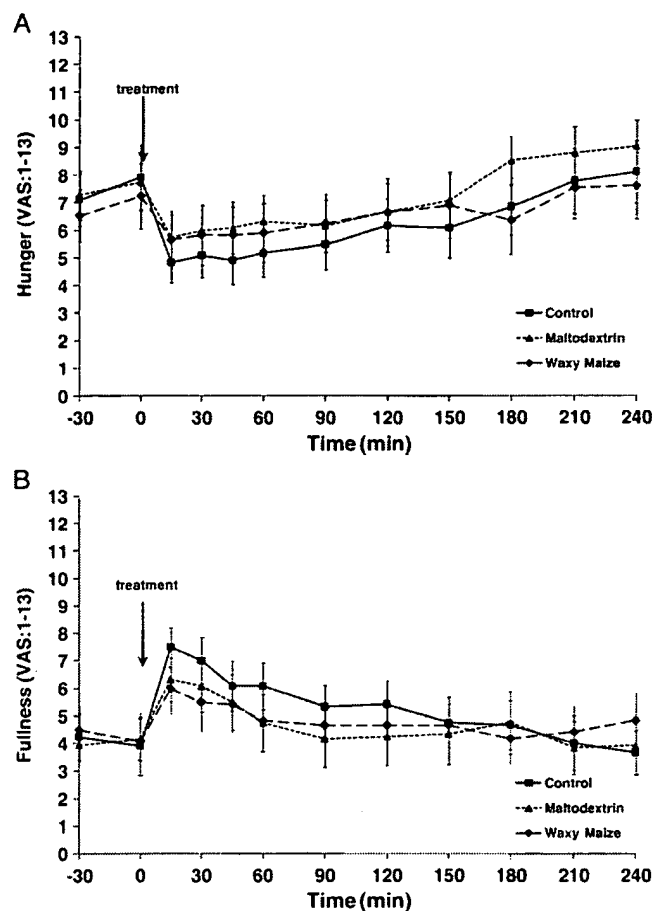 A
13
12
11
10
9
8
7
6
5
4
3
2
1
0
Hunger (VAS:1-13)
treatment
Control
Maltodextrin
Waxy Maize
-30 0 30 60 90 120 150 180 210 240
Time (min)
B
13
12
11
10
9
8
7
6
5
4
3
2
1
0
Fullness (VAS:1-13)
treatment
Control
Maltodextrin
Waxy Maize
-30 0 30 60 90 120 150 180 210 240
Time (min)